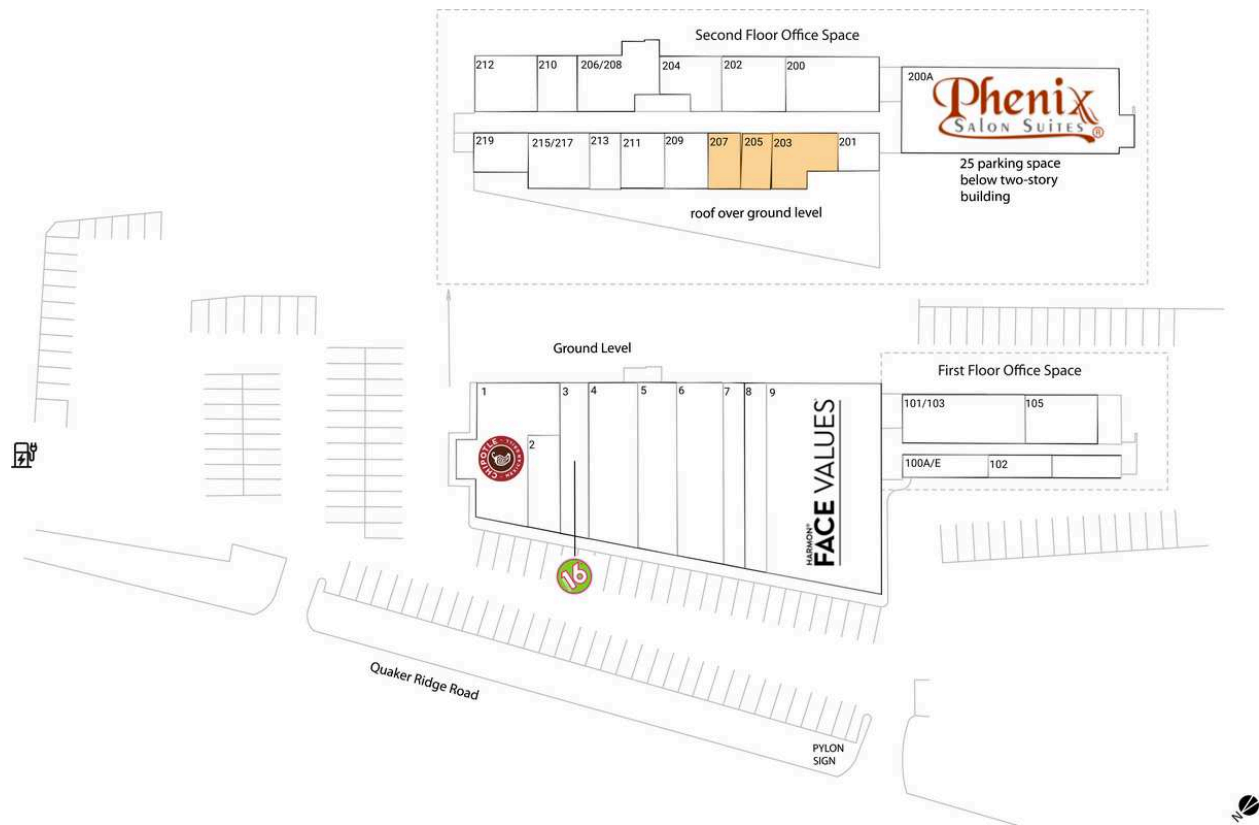 Second Floor Office Space
212
210
206/208
204
202
200
200A
Phenix
SALON SUITES®
219
215/217
213
211
209
207
205
203
201
25 parking space
below two-story
building
roof over ground level
Ground Level
First Floor Office Space
1
2
3
4
5
6
7
8
9
CHIPOTLE
MEXICAN GRILL
HARMON®
FACE VALUES®
101/103
105
100A/E
102
16
Quaker Ridge Road
PYLON
SIGN
N